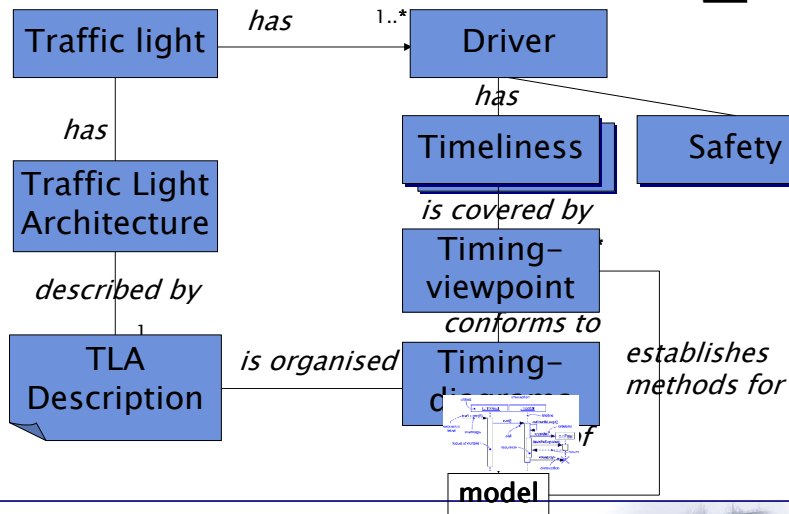 has
1..*
Traffic light
Driver
has
has
Timeliness
Safety
Traffic Light
Architecture
is covered by
Timing-
viewpoint
described by
conforms to
1
TLA
Description
is organised
Timing-
establishes
methods for
of
model